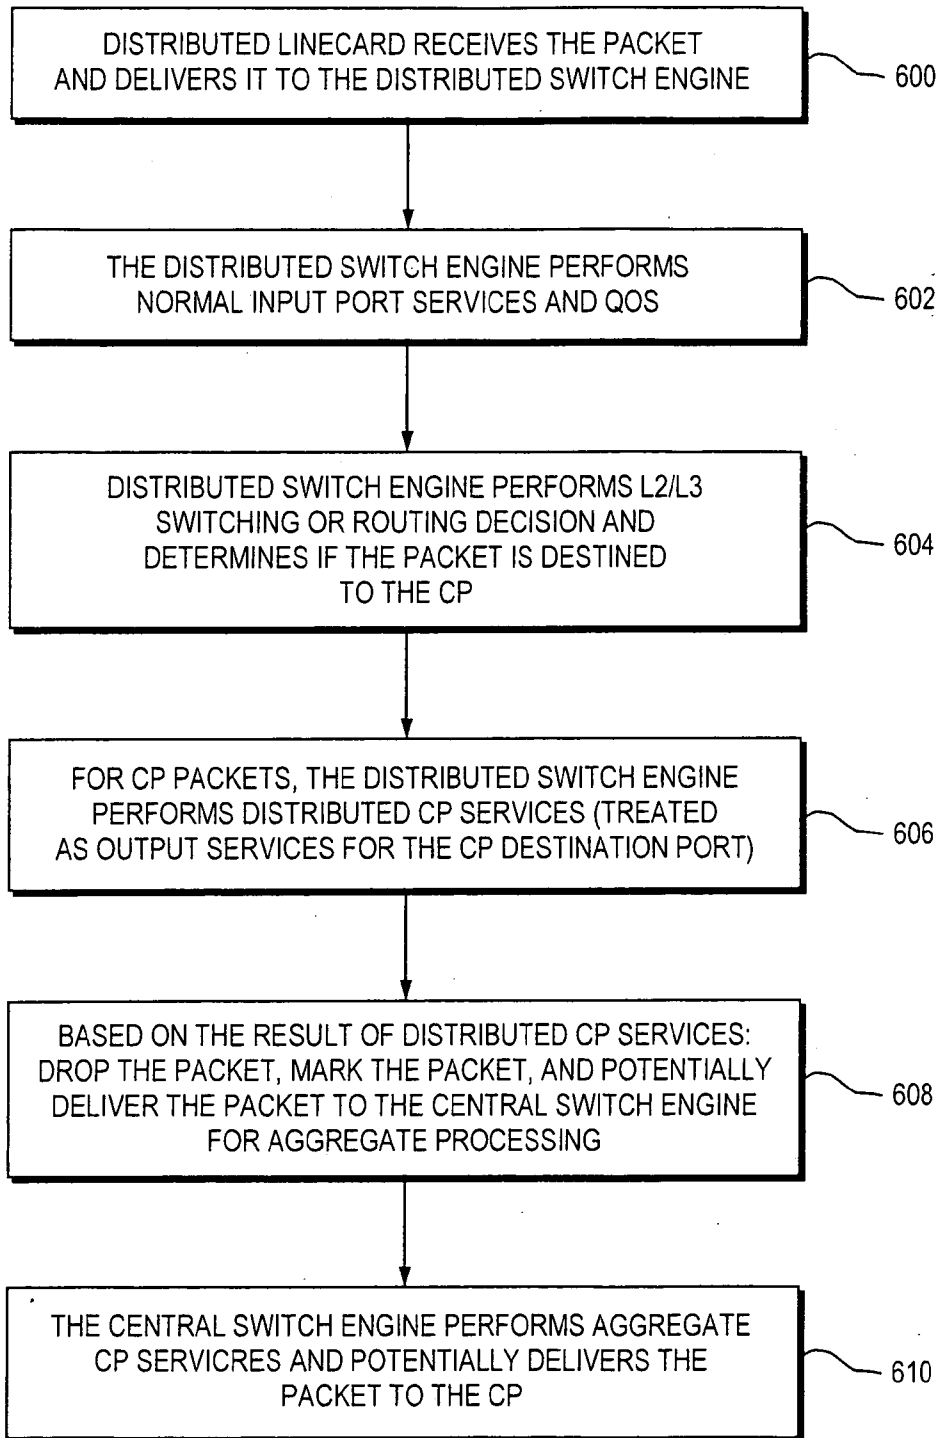 DISTRIBUTED LINECARD RECEIVES THE PACKET
AND DELIVERS IT TO THE DISTRIBUTED SWITCH ENGINE
600
THE DISTRIBUTED SWITCH ENGINE PERFORMS
NORMAL INPUT PORT SERVICES AND QOS
602
DISTRIBUTED SWITCH ENGINE PERFORMS L2/L3
SWITCHING OR ROUTING DECISION AND
DETERMINES IF THE PACKET IS DESTINED
TO THE CP
604
FOR CP PACKETS, THE DISTRIBUTED SWITCH ENGINE
PERFORMS DISTRIBUTED CP SERVICES (TREATED
AS OUTPUT SERVICES FOR THE CP DESTINATION PORT)
606
BASED ON THE RESULT OF DISTRIBUTED CP SERVICES:
DROP THE PACKET, MARK THE PACKET, AND POTENTIALLY
DELIVER THE PACKET TO THE CENTRAL SWITCH ENGINE
FOR AGGREGATE PROCESSING
608
THE CENTRAL SWITCH ENGINE PERFORMS AGGREGATE
CP SERVICRES AND POTENTIALLY DELIVERS THE
PACKET TO THE CP
610